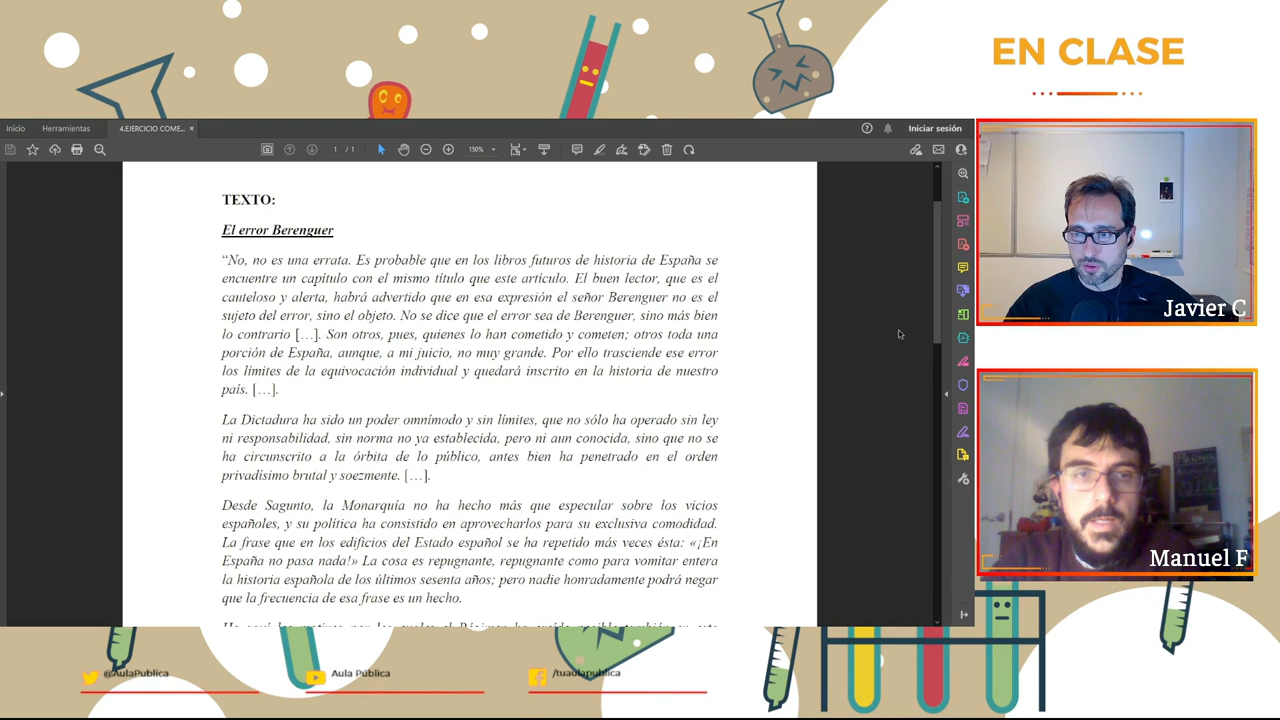 EN CLASE
Inicio
Herramientas
4.EJERCICIO COME...
Iniciar sesión
1 / 1
150%
TEXTO:
El error Berenguer
“No, no es una errata. Es probable que en los libros futuros de historia de España se
encuentre un capítulo con el mismo título que este artículo. El buen lector, que es el
cauteloso y alerta, habrá advertido que en esa expresión el señor Berenguer no es el
sujeto del error, sino el objeto. No se dice que el error sea de Berenguer, sino más bien
lo contrario […]. Son otros, pues, quienes lo han cometido y cometen; otros toda una
porción de España, aunque, a mi juicio, no muy grande. Por ello trasciende ese error
los límites de la equivocación individual y quedará inscrito en la historia de nuestro
país. […].
La Dictadura ha sido un poder omnímodo y sin límites, que no sólo ha operado sin ley
ni responsabilidad, sin norma no ya establecida, pero ni aun conocida, sino que no se
ha circunscrito a la órbita de lo público, antes bien ha penetrado en el orden
privadísimo brutal y soezmente. […].
Desde Sagunto, la Monarquía no ha hecho más que especular sobre los vicios
españoles, y su política ha consistido en aprovecharlos para su exclusiva comodidad.
La frase que en los edificios del Estado español se ha repetido más veces ésta: «¡En
España no pasa nada!» La cosa es repugnante, repugnante como para vomitar entera
la historia española de los últimos sesenta años; pero nadie honradamente podrá negar
que la frecuencia de esa frase es un hecho.
Javier C
Manuel F
@AulaPublica
Aula Pública
/tuaulapublica